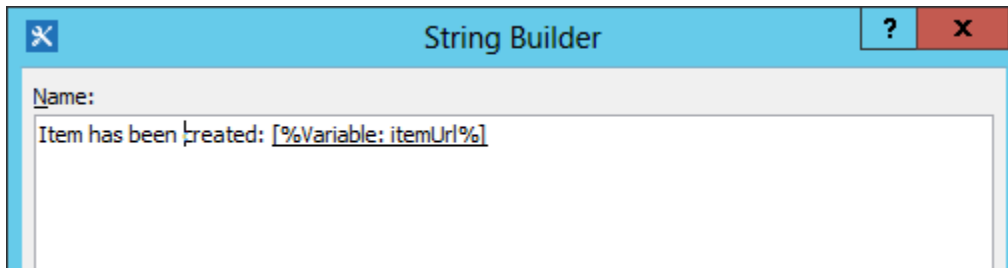 String Builder
?
x
Name:
Item has been created: [%Variable: itemUrl%]